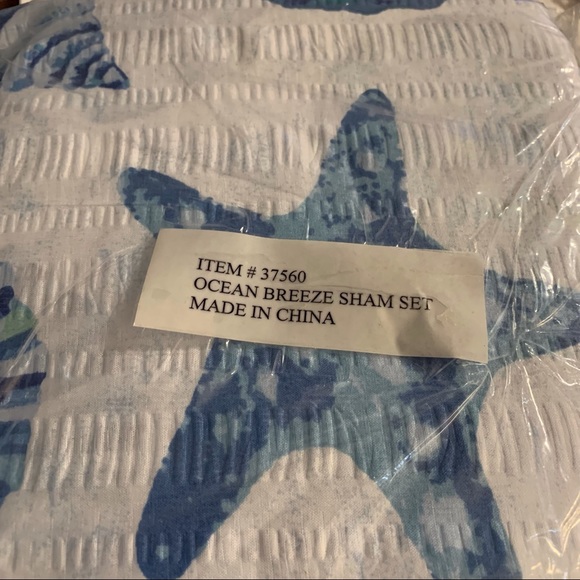 ITEM # 37560
OCEAN BREEZE SHAM SET
MADE IN CHINA